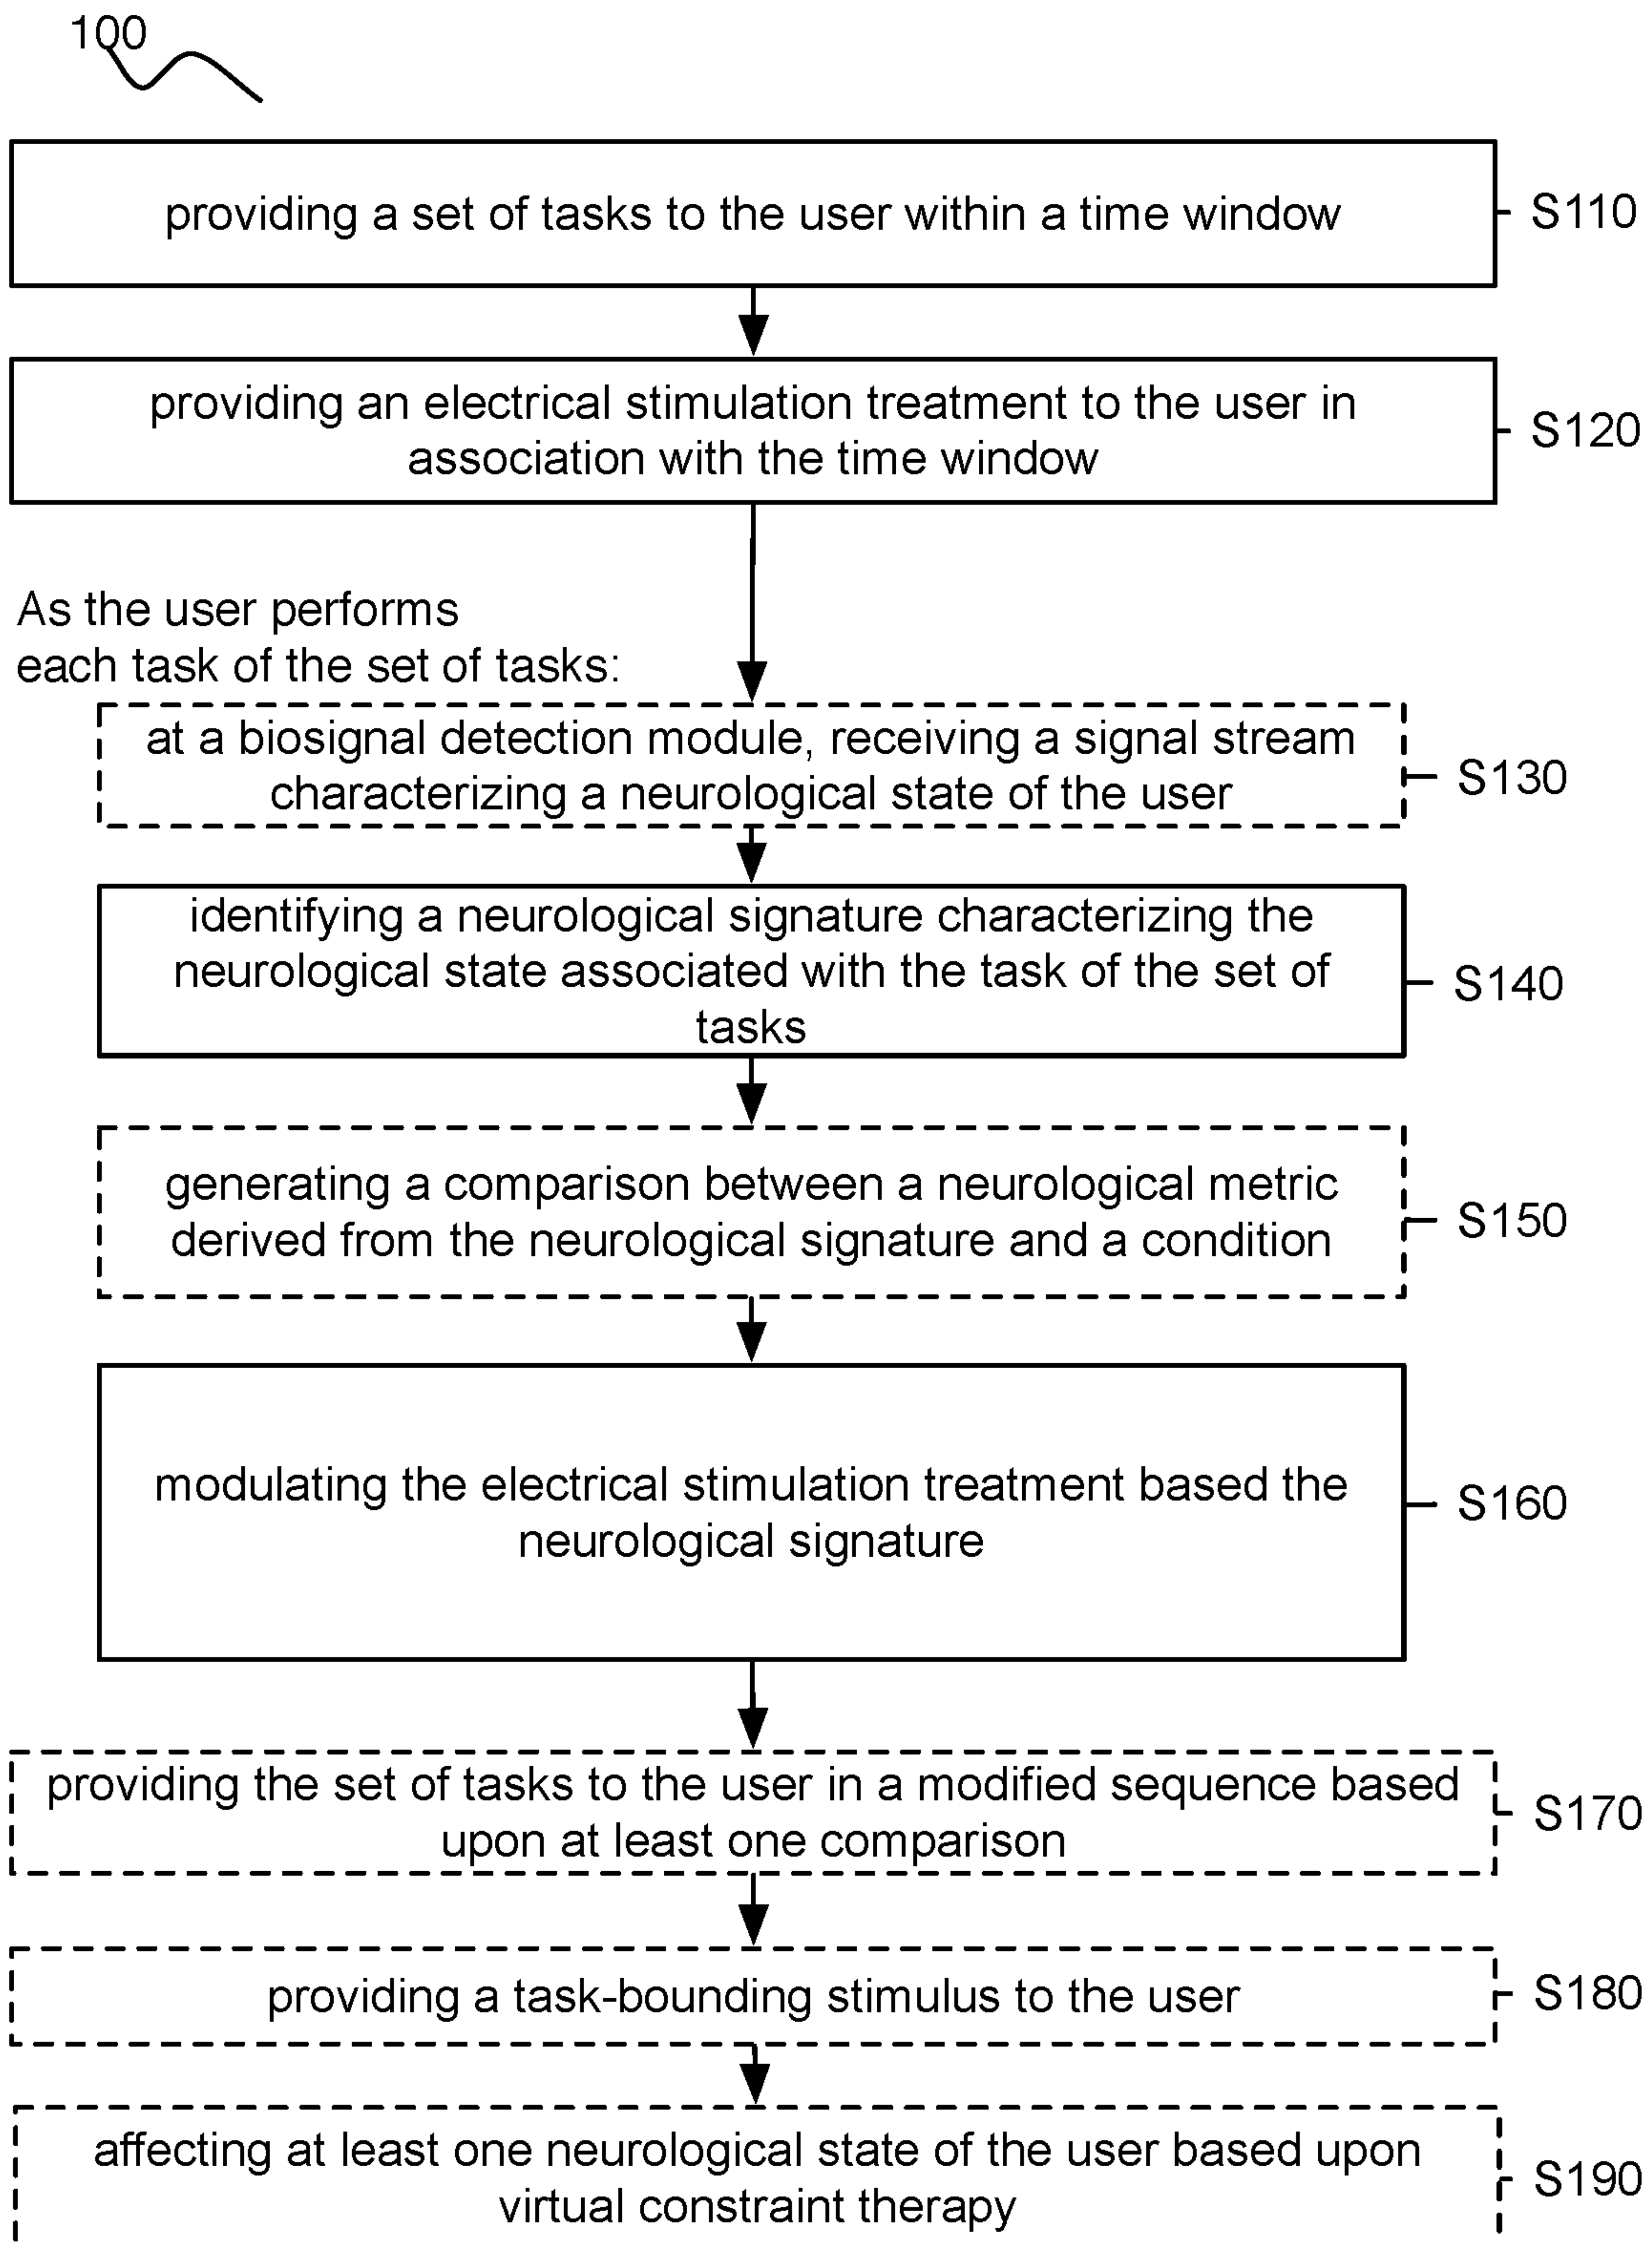 100
providing a set of tasks to the user within a time window
S110
providing an electrical stimulation treatment to the user in
association with the time window
S120
As the user performs
each task of the set of tasks:
at a biosignal detection module, receiving a signal stream
characterizing a neurological state of the user
S130
identifying a neurological signature characterizing the
neurological state associated with the task of the set of
tasks
S140
generating a comparison between a neurological metric
derived from the neurological signature and a condition
S150
modulating the electrical stimulation treatment based the
neurological signature
S160
providing the set of tasks to the user in a modified sequence based
upon at least one comparison
S170
providing a task-bounding stimulus to the user
S180
affecting at least one neurological state of the user based upon
virtual constraint therapy
S190